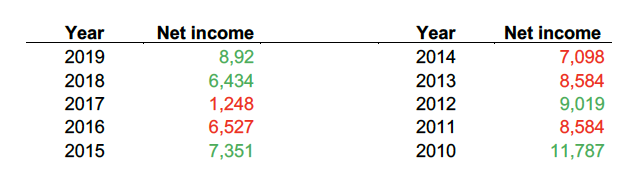 Year Net income Year Net income
2019 8,92 2014 7,098
2018 6,434 2013 8,584
2017 1,248 2012 9,019
2016 6,527 2011 8,584
2015 7,351 2010 11,787